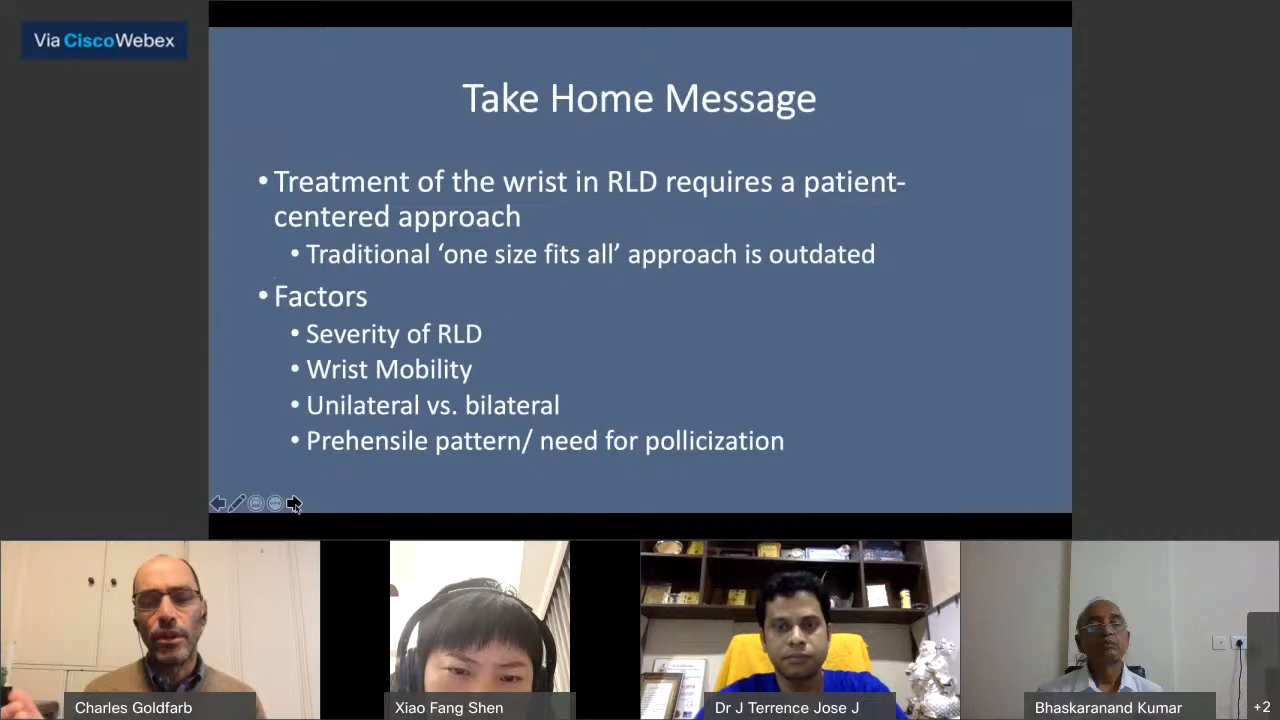 Via CiscoWebex
Take Home Message
• Treatment of the wrist in RLD requires a patient-
centered approach
• Traditional ‘one size fits all’ approach is outdated
• Factors
• Severity of RLD
• Wrist Mobility
• Unilateral vs. bilateral
• Prehensile pattern/ need for pollicization
Charles Goldfarb
Xiao Fang Shen
Dr J Terrence Jose J
Bhaskaranand Kumar
+2